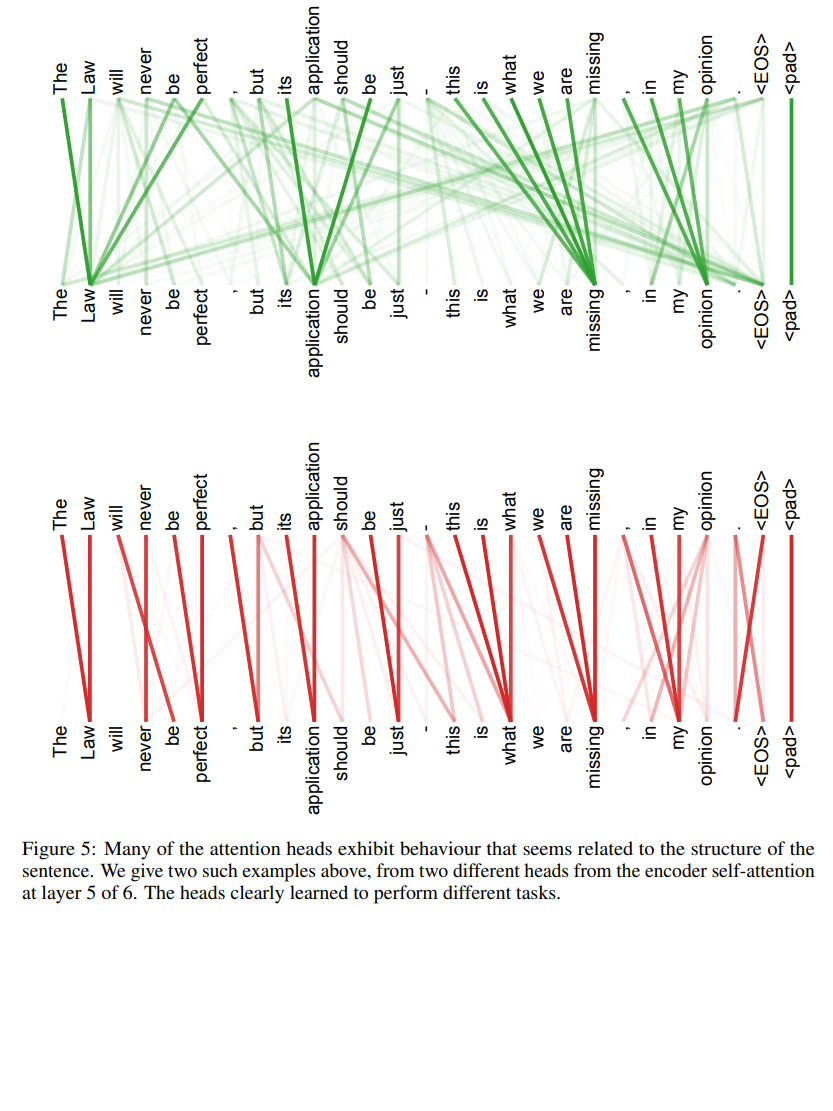 The Law will never be perfect , but its application should be just - this is what we are missing , in my opinion . <EOS> <pad>
The Law will never be perfect , but its application should be just - this is what we are missing , in my opinion . <EOS> <pad>
The Law will never be perfect , but its application should be just - this is what we are missing , in my opinion . <EOS> <pad>
The Law will never be perfect , but its application should be just - this is what we are missing , in my opinion . <EOS> <pad>
Figure 5: Many of the attention heads exhibit behaviour that seems related to the structure of the
sentence. We give two such examples above, from two different heads from the encoder self-attention
at layer 5 of 6. The heads clearly learned to perform different tasks.